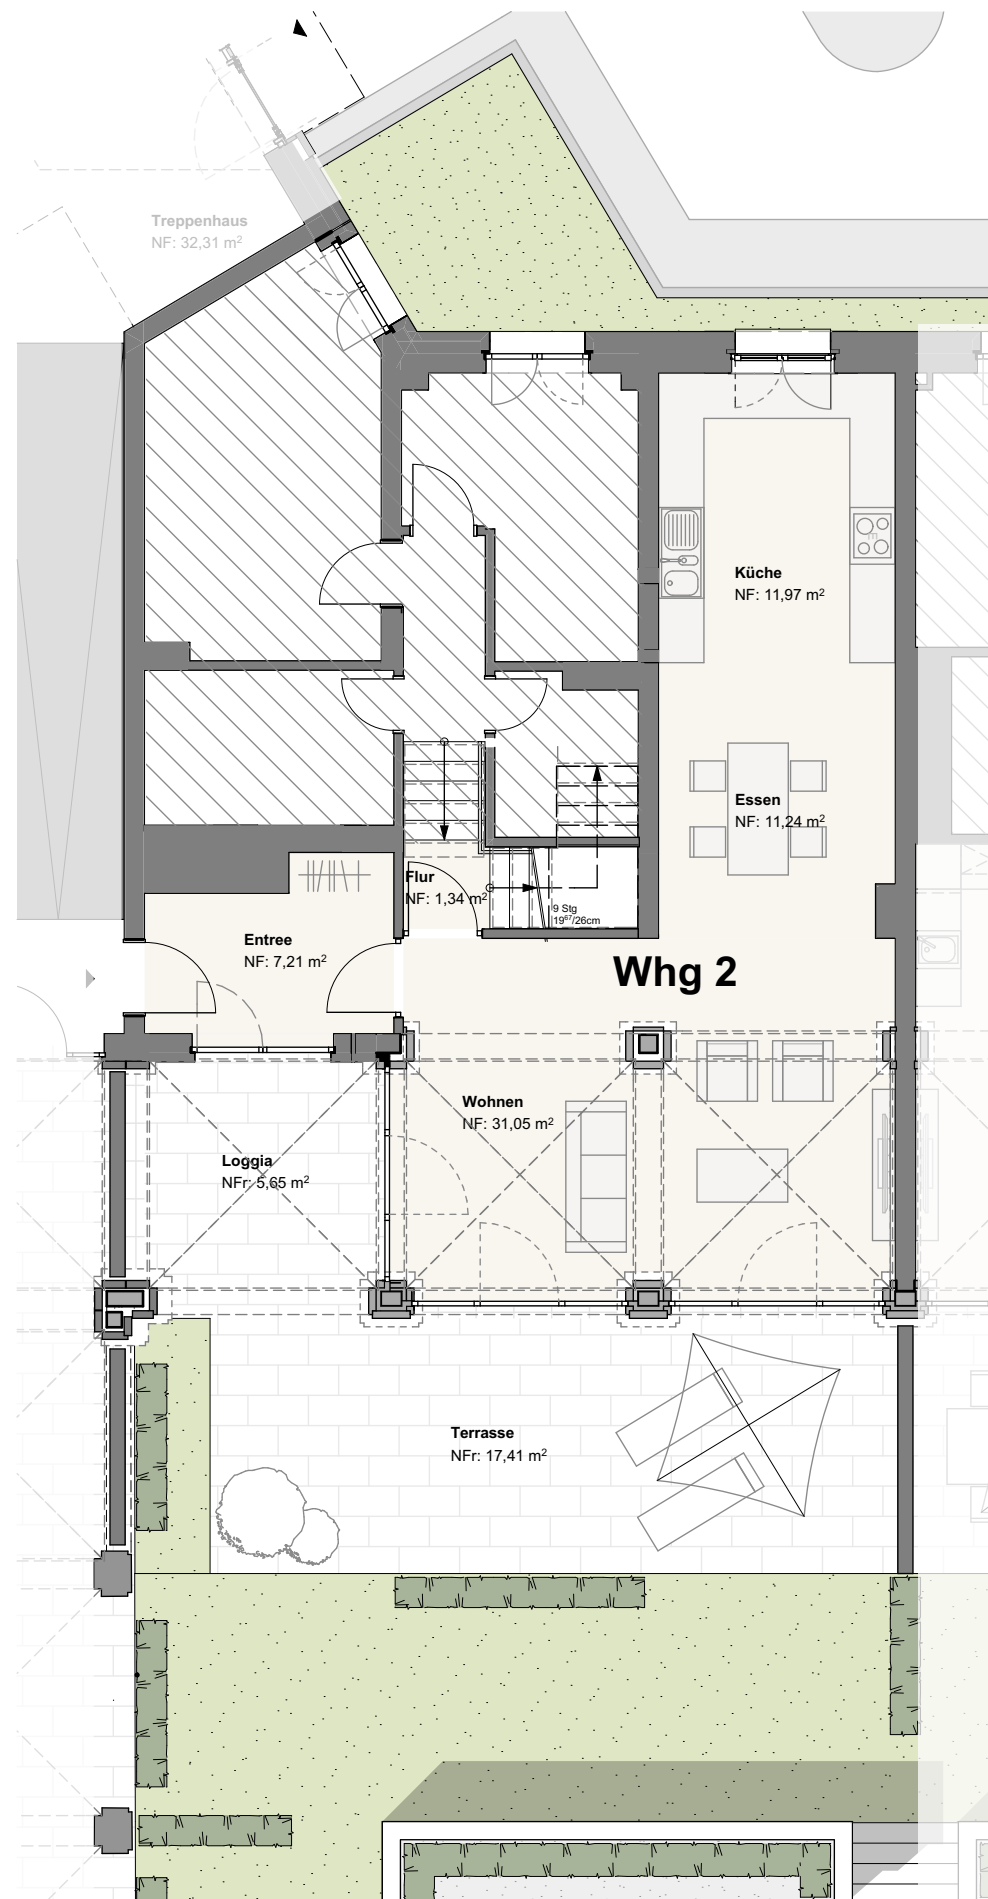 Treppenhaus
NF: 32,31 m²
Küche
NF: 11,97 m²
Essen
NF: 11,24 m²
Flur
NF: 1,34 m²
9 Stg
19⁶⁷/26cm
Entree
NF: 7,21 m²
Whg 2
Wohnen
NF: 31,05 m²
Loggia
NFr: 5,65 m²
Terrasse
NFr: 17,41 m²